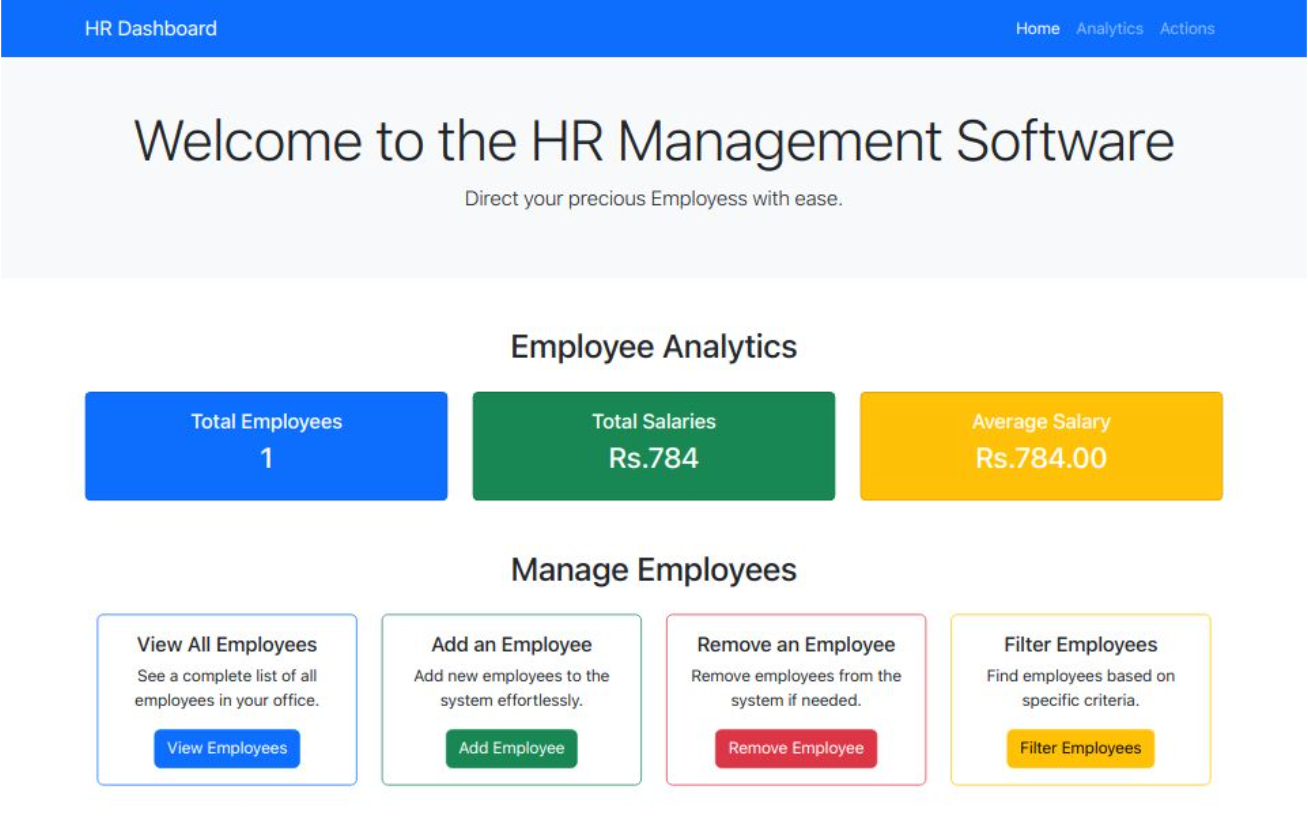 HR Dashboard
Home Analytics Actions
Welcome to the HR Management Software
Direct your precious Employess with ease.
Employee Analytics
Total Employees
1
Total Salaries
Rs.784
Average Salary
Rs.784.00
Manage Employees
View All Employees
See a complete list of all
employees in your office.
View Employees
Add an Employee
Add new employees to the
system effortlessly.
Add Employee
Remove an Employee
Remove employees from the
system if needed.
Remove Employee
Filter Employees
Find employees based on
specific criteria.
Filter Employees